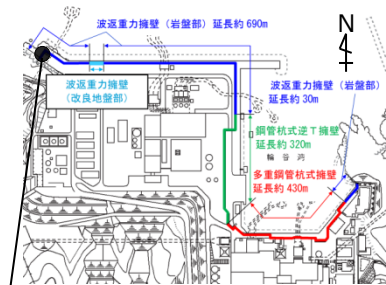 波返重力擁壁(岩盤部)延長約 690m
N
波返重力擁壁
(改良地盤部)
波返重力擁壁(岩盤部)
延長約 30m
鋼管杭式逆T擁壁
延長約 320m
輪谷湾
多重鋼管杭式擁壁
延長約 430m